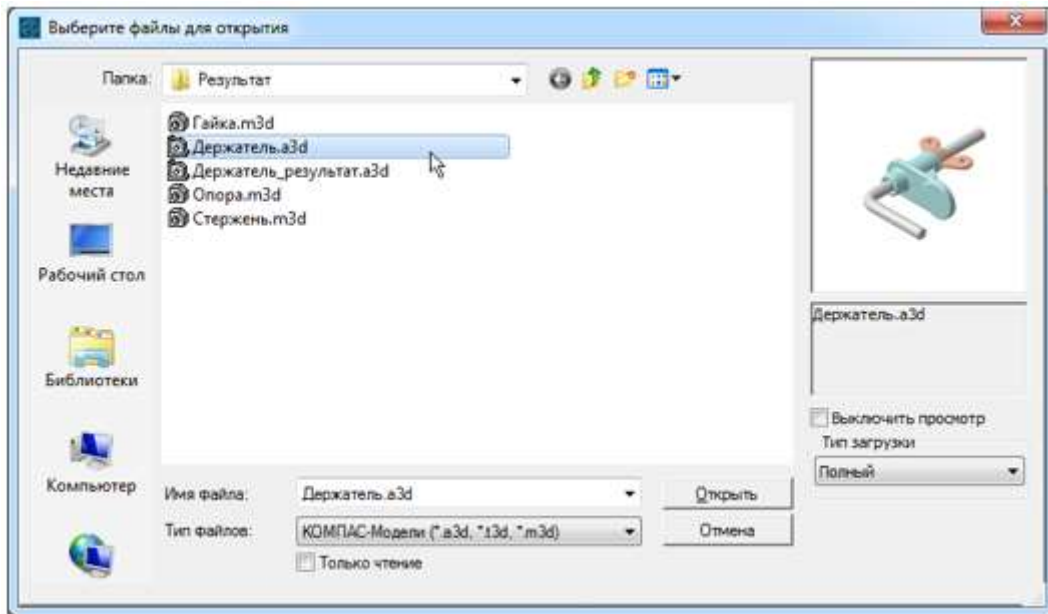 Выберите файлы для открытия
Папка: Результат
Гайка.m3d
Держатель.a3d
Держатель_результат.a3d
Опора.m3d
Стержень.m3d
Недавние
места
Рабочий стол
Библиотеки
Компьютер
Держатель.a3d
Выключить просмотр
Тип загрузки
Полный
Имя файла: Держатель.a3d Открыть
Тип файлов: КОМПАС-Модели (*.a3d, *.t3d, *.m3d) Отмена
Только чтение